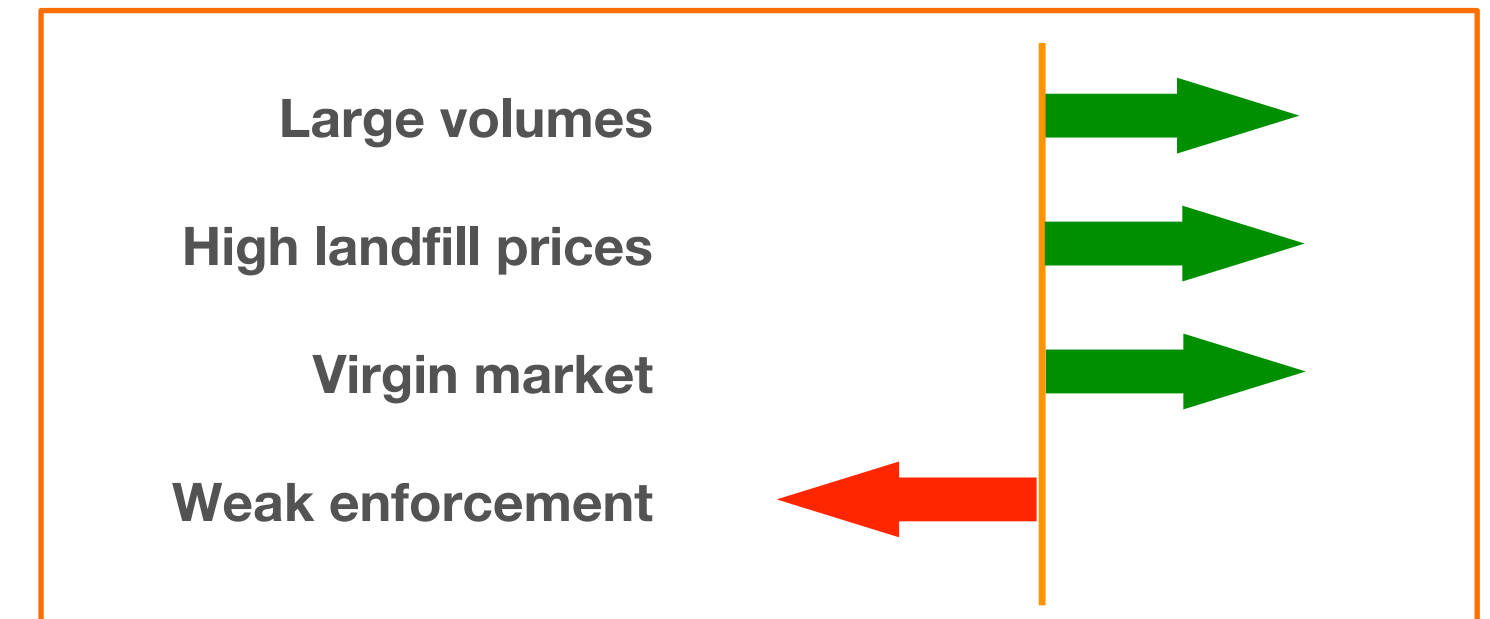 Large volumes
High landfill prices
Virgin market
Weak enforcement